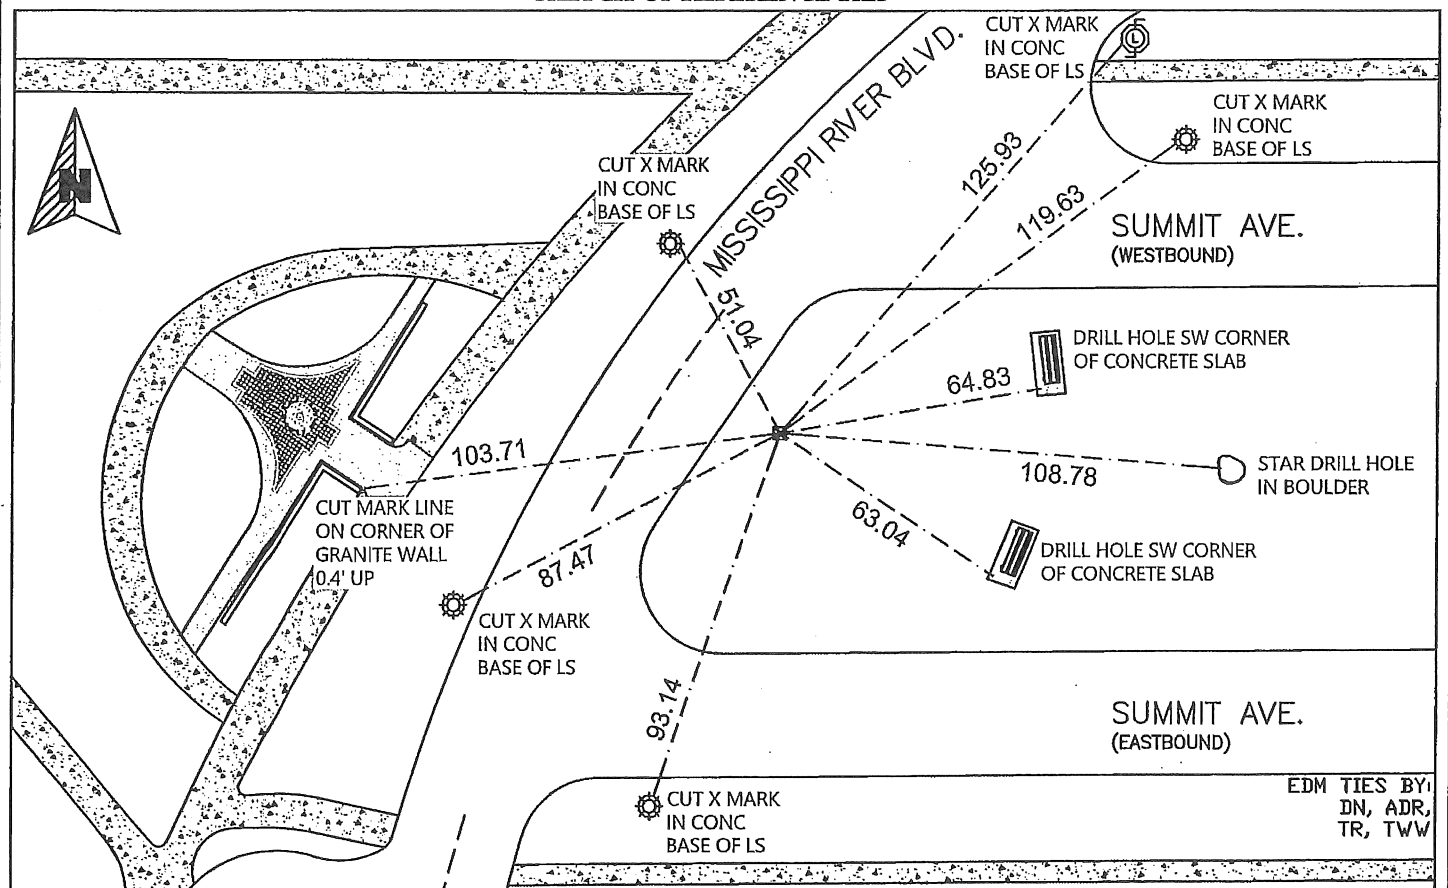 CUT X MARK
IN CONC
BASE OF LS
L
MISSISSIPPI RIVER BLVD.
CUT X MARK
IN CONC
BASE OF LS
N
CUT X MARK
IN CONC
BASE OF LS
125.93
119.63
SUMMIT AVE.
(WESTBOUND)
51.04
DRILL HOLE SW CORNER
OF CONCRETE SLAB
64.83
103.71
108.78
STAR DRILL HOLE
IN BOULDER
CUT MARK LINE
ON CORNER OF
GRANITE WALL
0.4' UP
63.04
DRILL HOLE SW CORNER
OF CONCRETE SLAB
87.47
CUT X MARK
IN CONC
BASE OF LS
93.14
SUMMIT AVE.
(EASTBOUND)
EDM TIES BY
DN, ADR,
TR, TWW
CUT X MARK
IN CONC
BASE OF LS